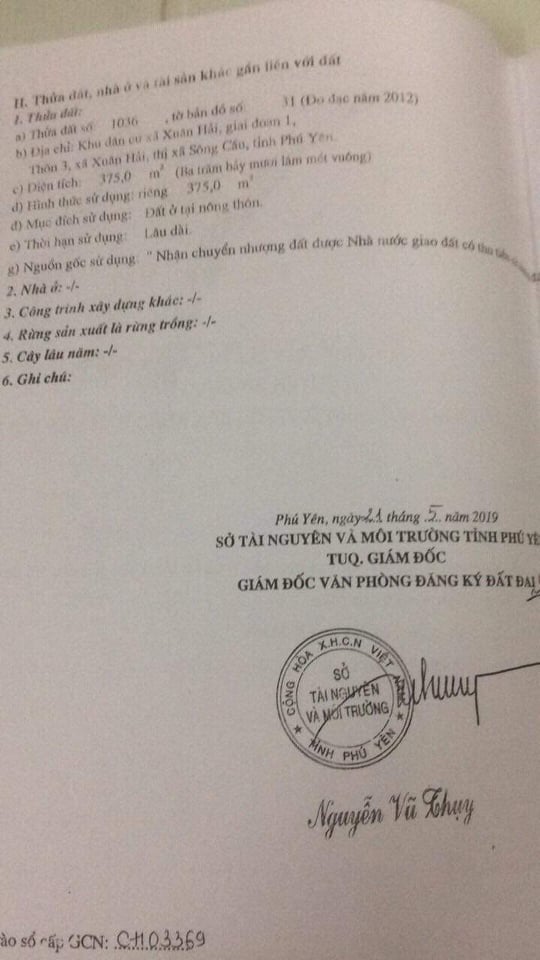 II. Thửa đất, nhà ở và tài sản khác gắn liền với đất
1. Thửa đất:
a) Thửa đất số: 1036 , tờ bản đồ số: 31 (Đo đạc năm 2012)
b) Địa chỉ: Khu dân cư xã Xuân Hải, giai đoạn 1,
Thôn 3, xã Xuân Hải, thị xã Sông Cầu, tỉnh Phú Yên.
c) Diện tích: 375,0 m² (Ba trăm bảy mươi lăm mét vuông)
d) Hình thức sử dụng: riêng 375,0 m²
đ) Mục đích sử dụng: Đất ở tại nông thôn.
e) Thời hạn sử dụng: Lâu dài.
g) Nguồn gốc sử dụng: " Nhận chuyển nhượng đất được Nhà nước giao đất có thu tiền
2. Nhà ở: -/-
3. Công trình xây dựng khác: -/-
4. Rừng sản xuất là rừng trồng: -/-
5. Cây lâu năm: -/-
6. Ghi chú:
Phú Yên, ngày 21 tháng 5 năm 2019
SỞ TÀI NGUYÊN VÀ MÔI TRƯỜNG TỈNH PHÚ YÊ
TUQ. GIÁM ĐỐC
GIÁM ĐỐC VĂN PHÒNG ĐĂNG KÝ ĐẤT ĐAI
CỘNG HÒA X.H.C.N VIỆT NAM
SỞ
TÀI NGUYÊN
VÀ MÔI TRƯỜNG
TỈNH PHÚ YÊN
Nguyễn Vũ Thụy
ào sổ cấp GCN: CH03369